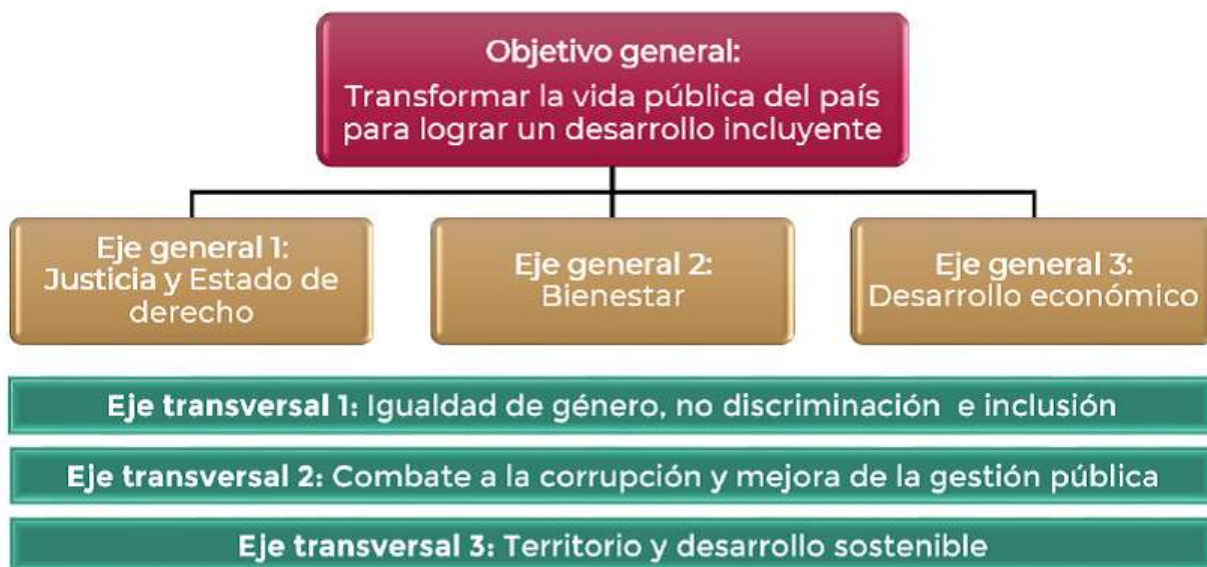 Objetivo general:
Transformar la vida pública del país
para lograr un desarrollo incluyente
Eje general 1:
Justicia y Estado de
derecho
Eje general 2:
Bienestar
Eje general 3:
Desarrollo económico
Eje transversal 1: Igualdad de género, no discriminación e inclusión
Eje transversal 2: Combate a la corrupción y mejora de la gestión pública
Eje transversal 3: Territorio y desarrollo sostenible